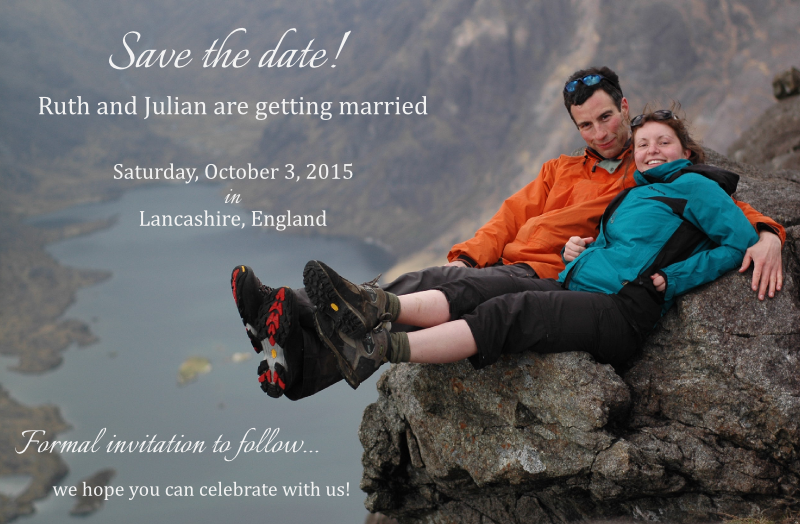 Save the date!
Ruth and Julian are getting married
Saturday, October 3, 2015
in
Lancashire, England
Formal invitation to follow...
we hope you can celebrate with us!